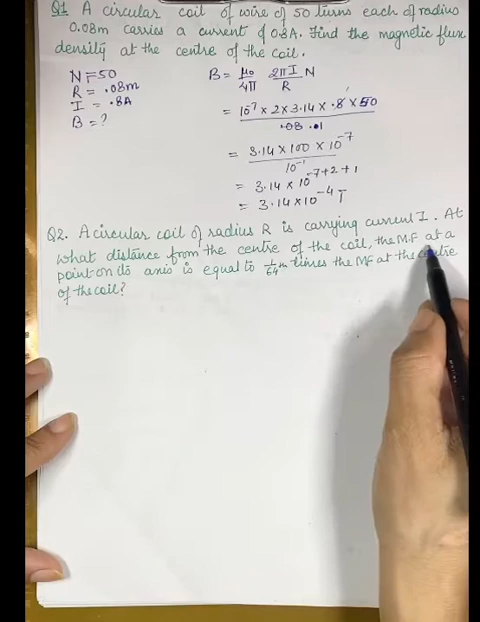 Q1 A circular coil of wire of 50 turns each of radius
0.08m carries a current of 0.8A. Find the magnetic flux
density at the centre of the coil.
N = 50
R = .08m
I = .8A
B = ?
B = μ₀/4π 2πI/R N
= 10⁻⁷ x 2 x 3.14 x .8 x 50 / .08 .01
= 3.14 x 100 x 10⁻⁷ / 10⁻¹
= 3.14 x 10⁻⁷⁺²⁺¹
= 3.14 x 10⁻⁴ T
Q2. A circular coil of radius R is carrying current I. At
what distance from the centre of the coil, the M.F at a
point on its axis is equal to 1/64 th times the MF at the centre
of the coil?